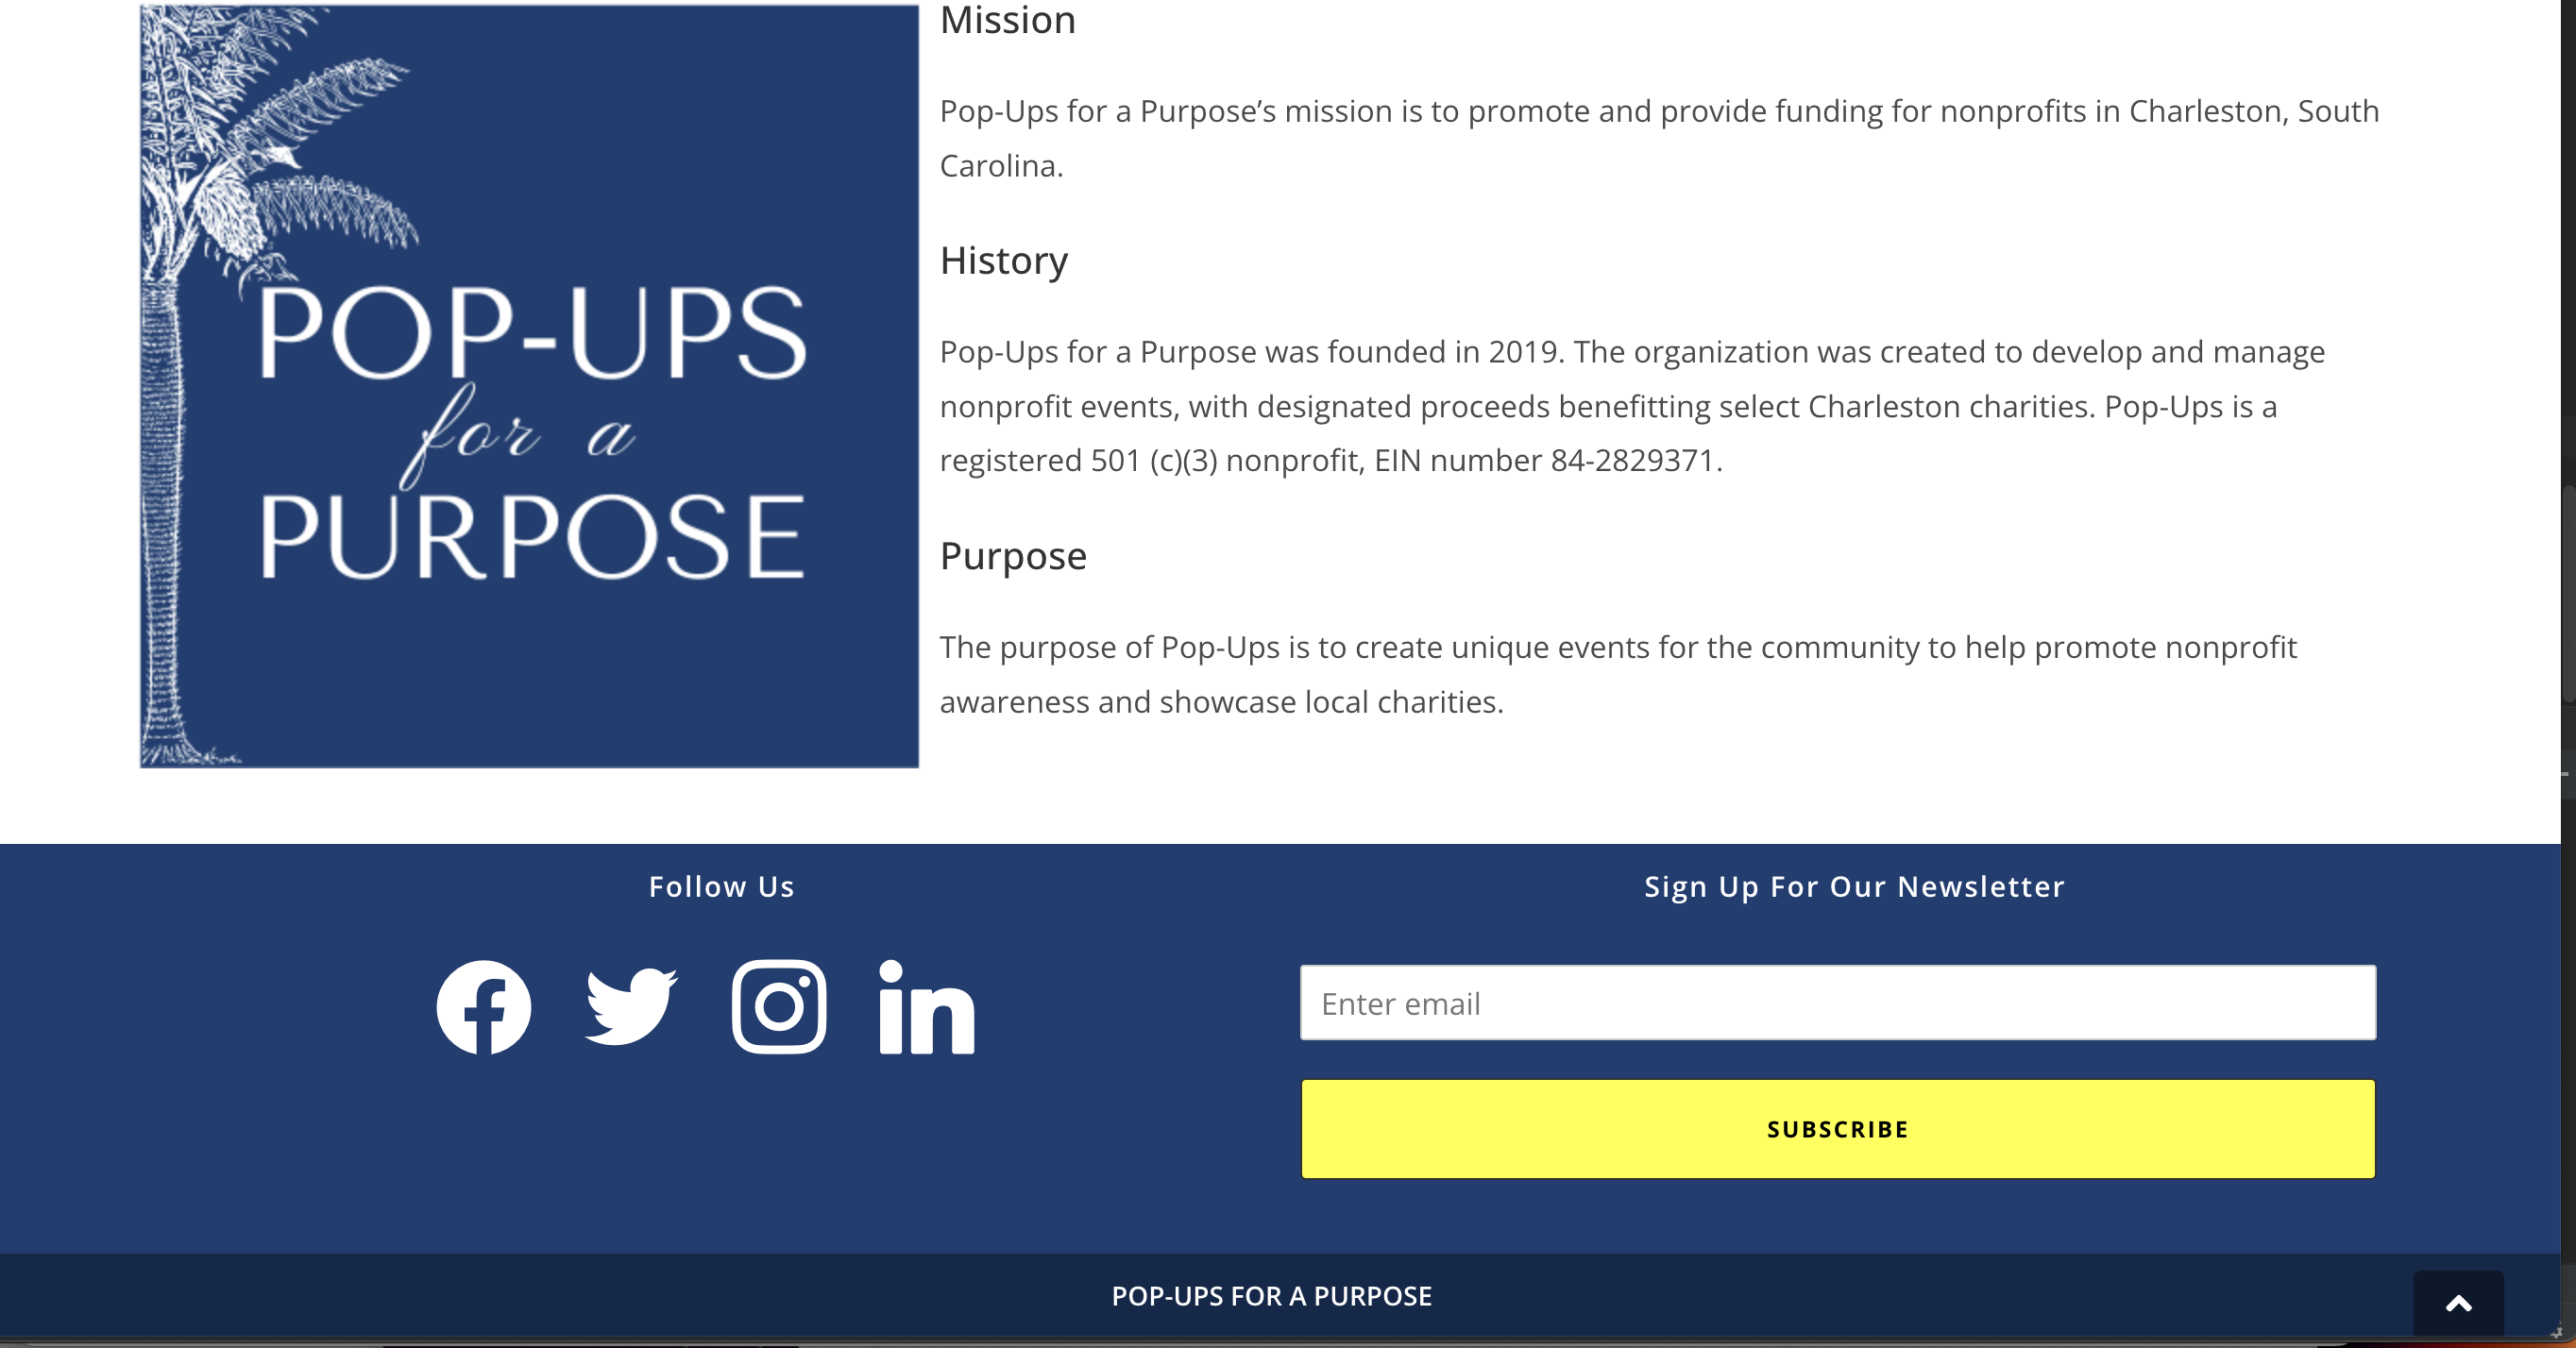 POP-UPS
for a
PURPOSE
Mission
Pop-Ups for a Purpose’s mission is to promote and provide funding for nonprofits in Charleston, South
Carolina.
History
Pop-Ups for a Purpose was founded in 2019. The organization was created to develop and manage
nonprofit events, with designated proceeds benefitting select Charleston charities. Pop-Ups is a
registered 501 (c)(3) nonprofit, EIN number 84-2829371.
Purpose
The purpose of Pop-Ups is to create unique events for the community to help promote nonprofit
awareness and showcase local charities.
Follow Us
Sign Up For Our Newsletter
Enter email
SUBSCRIBE
POP-UPS FOR A PURPOSE